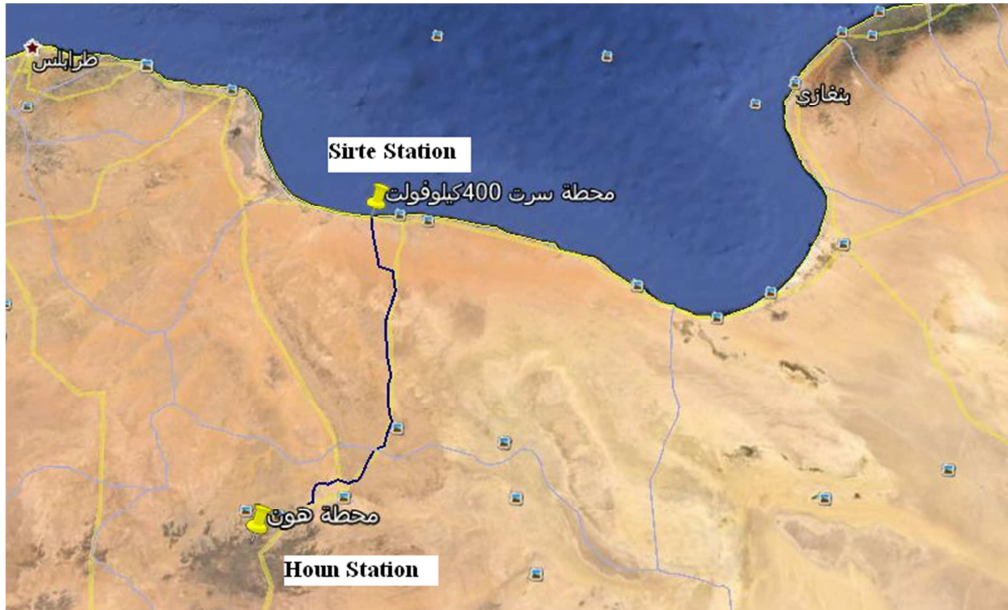 طرابلس
بنغازي
Sirte Station
محطة سرت 400كيلوفولت
محطة هون
Houn Station